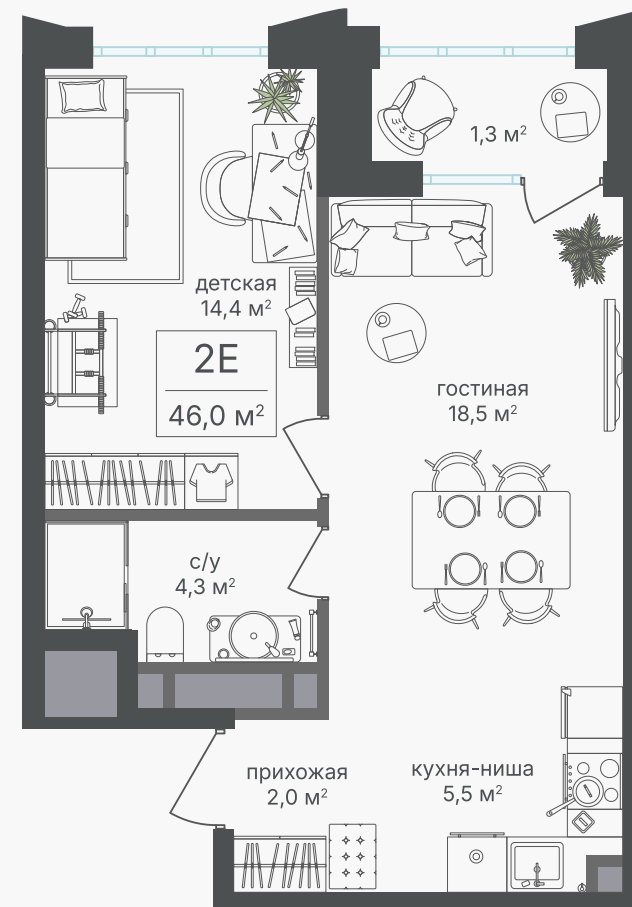 1,3 м²
детская
14,4 м²
2Е
46,0 м²
гостиная
18,5 м²
с/у
4,3 м²
прихожая
2,0 м²
кухня-ниша
5,5 м²